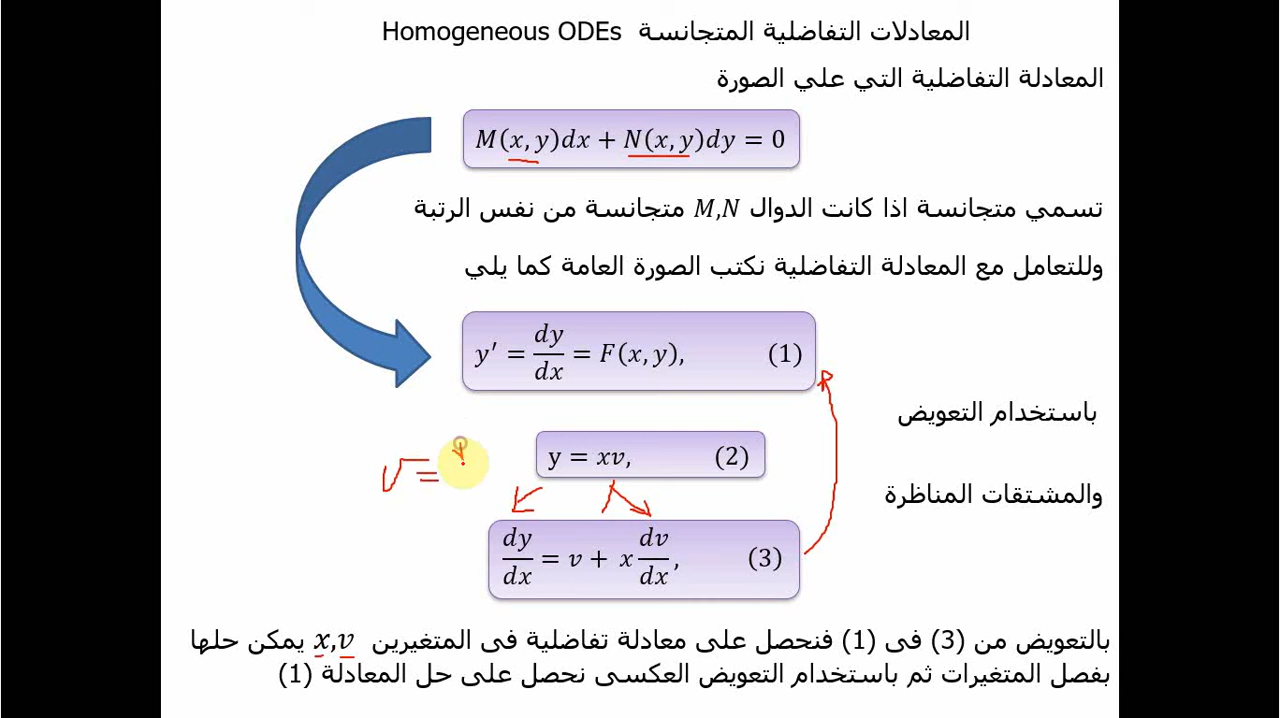 المعادلات التفاضلية المتجانسة Homogeneous ODEs
المعادلة التفاضلية التي علي الصورة
M(x, y)dx + N(x, y)dy = 0
تسمي متجانسة اذا كانت الدوال M,N متجانسة من نفس الرتبة
وللتعامل مع المعادلة التفاضلية نكتب الصورة العامة كما يلي
y′ = dy/dx = F(x, y), (1)
باستخدام التعويض
y = xv, (2)
v =
والمشتقات المناظرة
dy/dx = v + x dv/dx, (3)
بالتعويض من (3) فى (1) فنحصل على معادلة تفاضلية فى المتغيرين x,v يمكن حلها
بفصل المتغيرات ثم باستخدام التعويض العكسى نحصل على حل المعادلة (1)